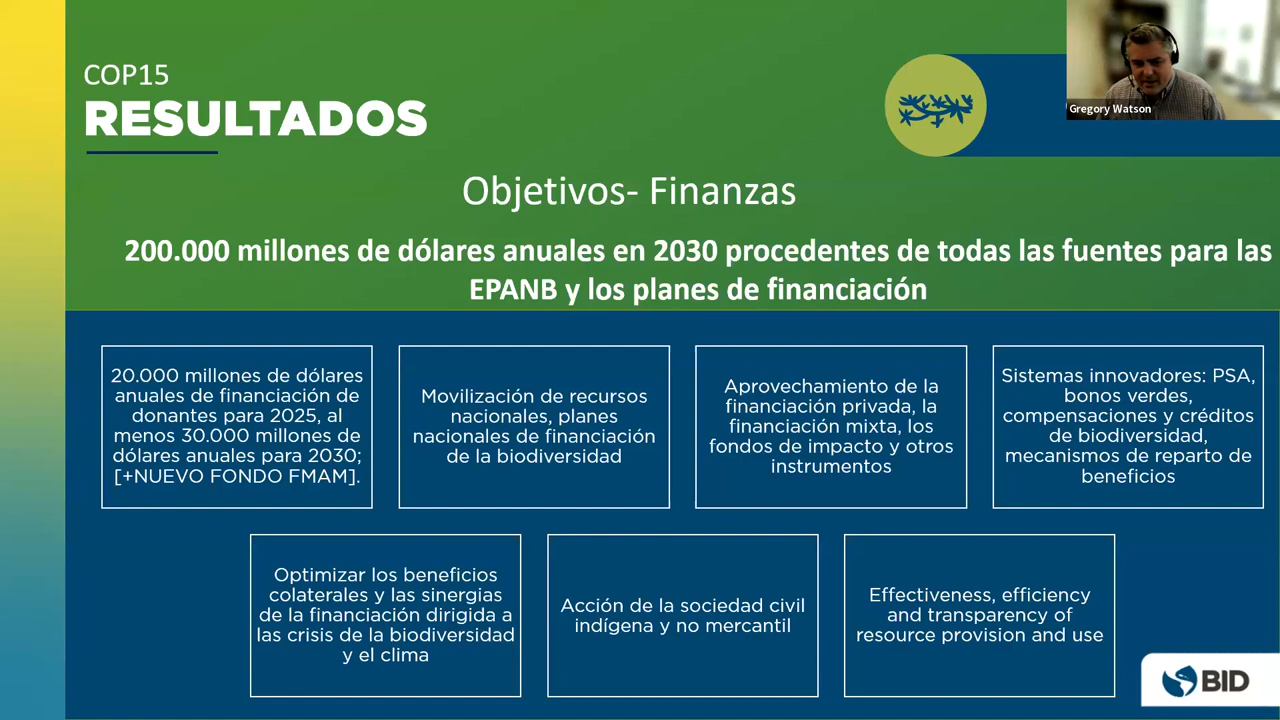 COP15
RESULTADOS
Gregory Watson
Objetivos- Finanzas
200.000 millones de dólares anuales en 2030 procedentes de todas las fuentes para las
EPANB y los planes de financiación
20.000 millones de dólares
anuales de financiación de
donantes para 2025, al
menos 30.000 millones de
dólares anuales para 2030;
[+NUEVO FONDO FMAM].
Movilización de recursos
nacionales, planes
nacionales de financiación
de la biodiversidad
Aprovechamiento de la
financiación privada, la
financiación mixta, los
fondos de impacto y otros
instrumentos
Sistemas innovadores: PSA,
bonos verdes,
compensaciones y créditos
de biodiversidad,
mecanismos de reparto de
beneficios
Optimizar los beneficios
colaterales y las sinergias
de la financiación dirigida a
las crisis de la biodiversidad
y el clima
Acción de la sociedad civil
indígena y no mercantil
Effectiveness, efficiency
and transparency of
resource provision and use
BID